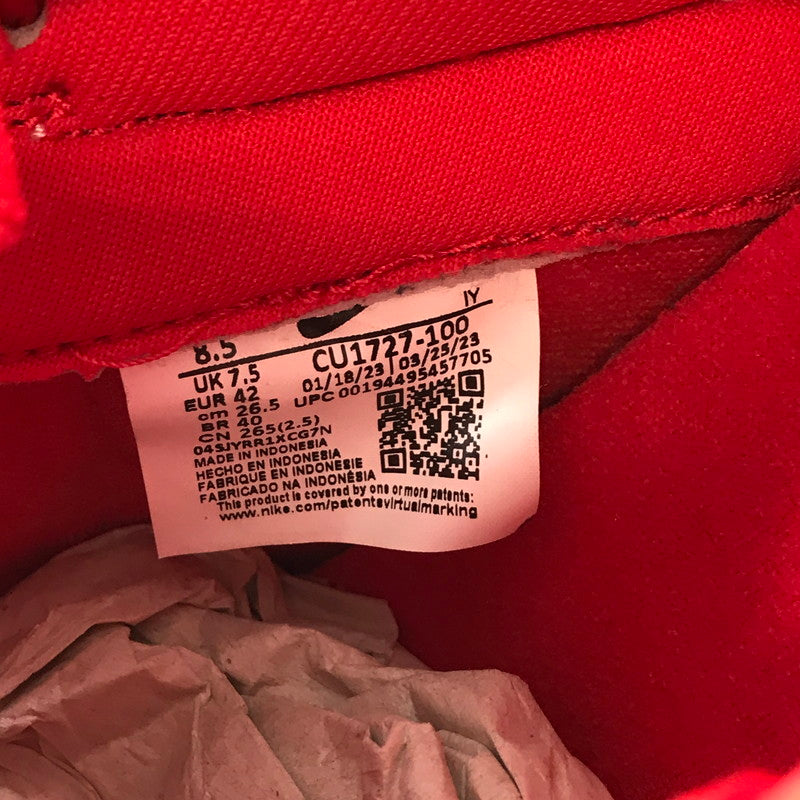 IY
8.5
CU1727-100
UK 7.5
01/18/23 | 03/25/23
EUR 42
UPC 00194495457705
cm 26.5
BR 40
CN 265(2.5)
04SJYRR1XCG7N
MADE IN INDONESIA
HECHO EN INDONESIA
FABRIQUE EN INDONESIE
FABRICADO NA INDONÉSIA
This product is covered by one or more patents:
www.nike.com/patentsvirtualmarking